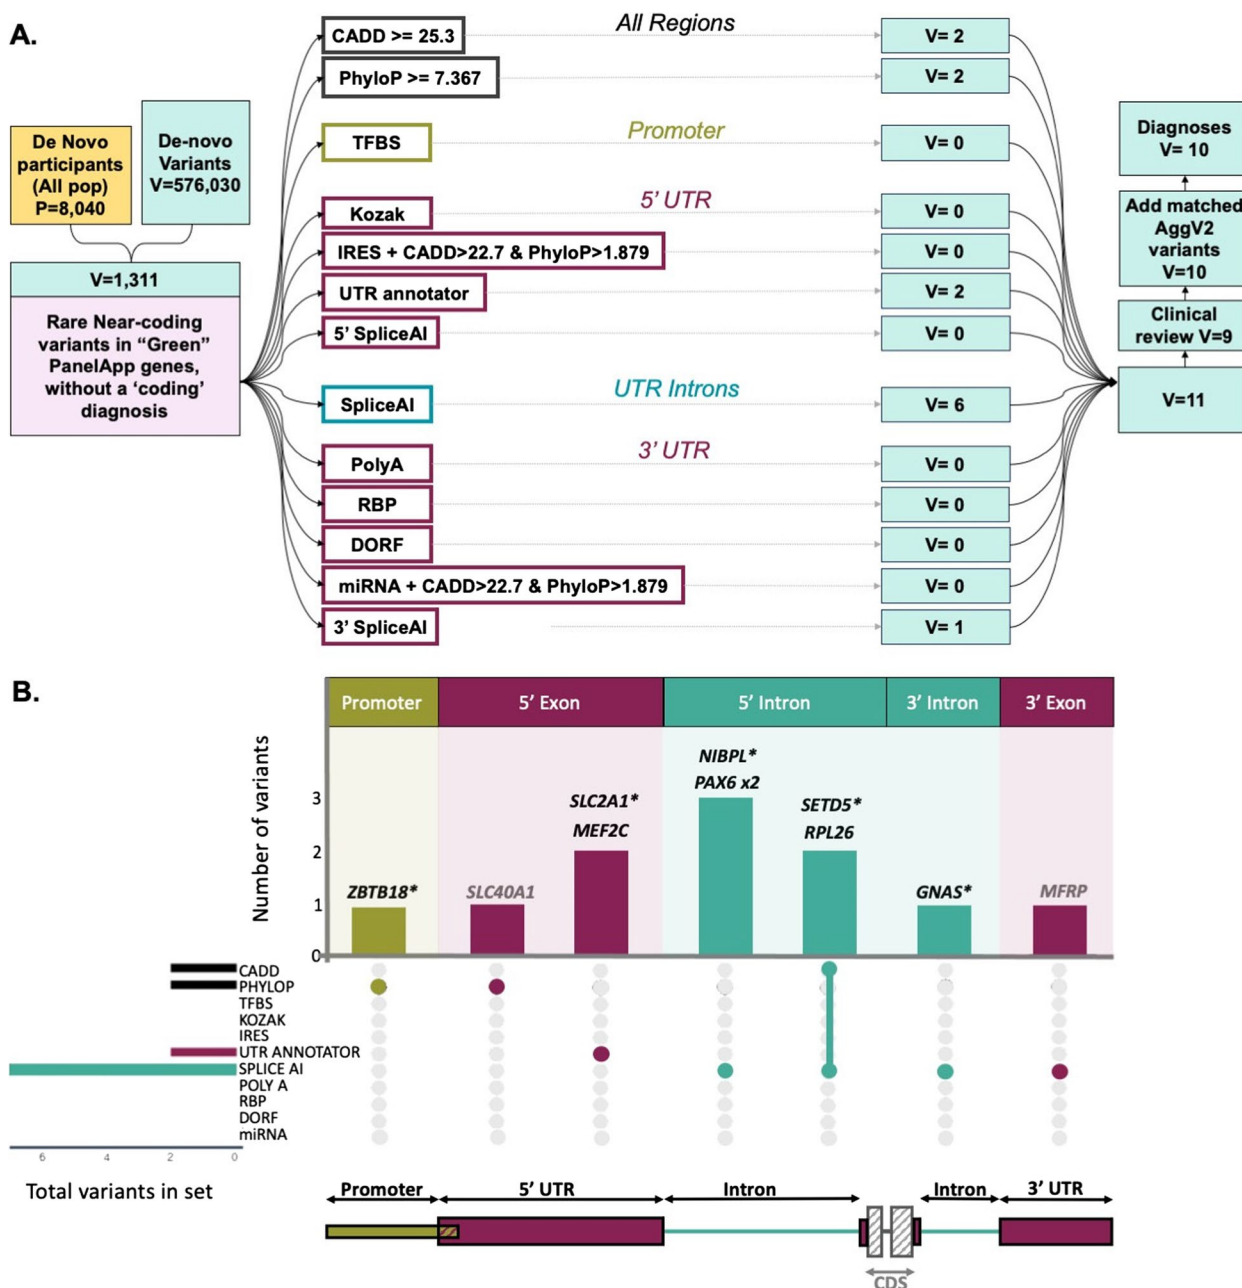 A.
De Novo
participants
(All pop)
P=8,040
De-novo
Variants
V=576,030
V=1,311
Rare Near-coding
variants in “Green”
PanelApp genes,
without a ‘coding’
diagnosis
All Regions
CADD >= 25.3
V= 2
PhyloP >= 7.367
V= 2
Promoter
TFBS
V= 0
5’ UTR
Kozak
V= 0
IRES + CADD>22.7 & PhyloP>1.879
V= 0
UTR annotator
V= 2
5’ SpliceAI
V= 0
UTR Introns
SpliceAI
V= 6
3’ UTR
PolyA
V= 0
RBP
V= 0
DORF
V= 0
miRNA + CADD>22.7 & PhyloP>1.879
V= 0
3’ SpliceAI
V= 1
Diagnoses
V= 10
Add matched
AggV2
variants
V=10
Clinical
review V=9
V=11
B.
Promoter
5’ Exon
5’ Intron
3’ Intron
3’ Exon
Number of variants
3
2
1
0
ZBTB18*
SLC40A1
SLC2A1*
MEF2C
NIBPL*
PAX6 x2
SETD5*
RPL26
GNAS*
MFRP
CADD
PHYLOP
TFBS
KOZAK
IRES
UTR ANNOTATOR
SPLICE AI
POLY A
RBP
DORF
miRNA
6 4 2 0
Total variants in set
Promoter
5’ UTR
Intron
Intron
3’ UTR
CDS